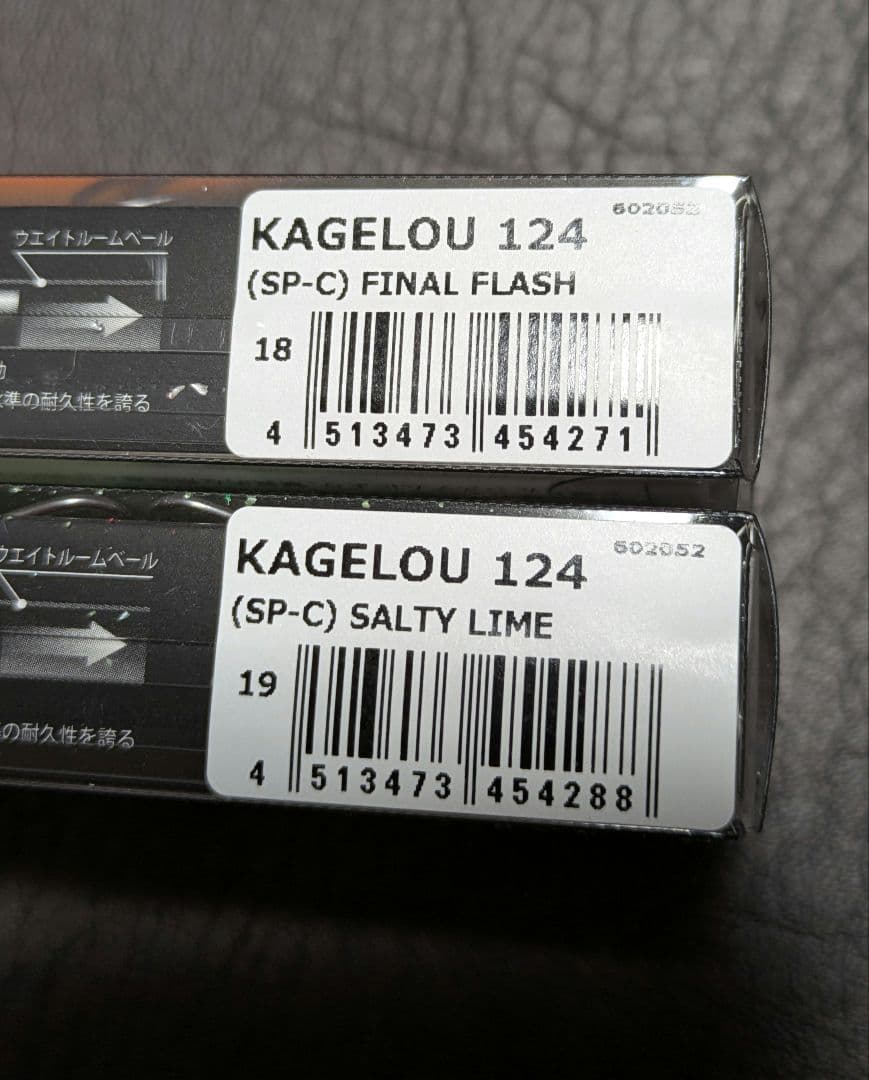 602052
KAGELOU 124
(SP-C) FINAL FLASH
18
4 513473 454271
ウエイトルームベール
水準の耐久性を誇る
602052
KAGELOU 124
(SP-C) SALTY LIME
19
4 513473 454288
ウエイトルームベール
の耐久性を誇る